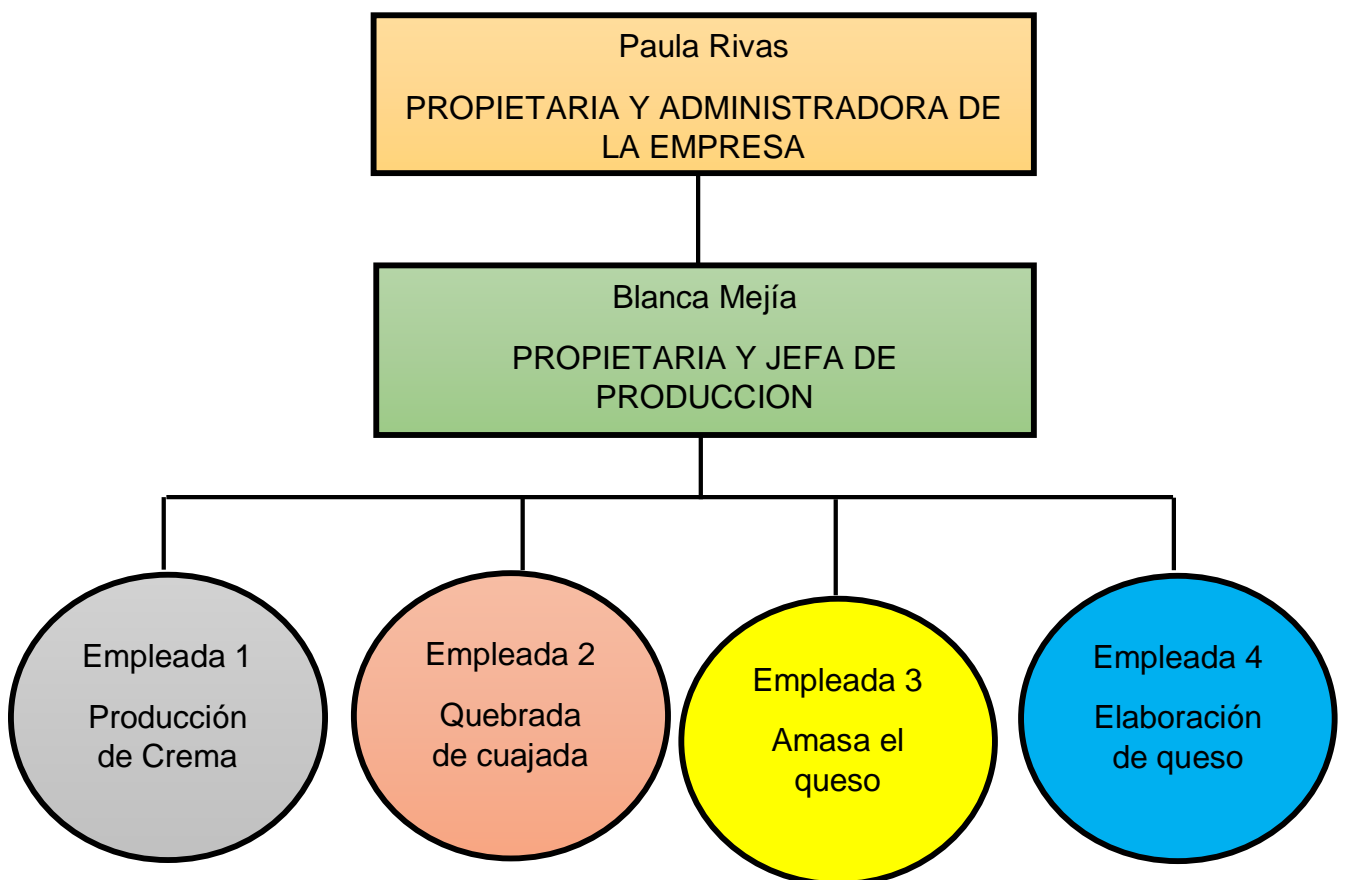 Paula Rivas
PROPIETARIA Y ADMINISTRADORA DE
LA EMPRESA
Blanca Mejía
PROPIETARIA Y JEFA DE
PRODUCCION
Empleada 1
Producción
de Crema
Empleada 2
Quebrada
de cuajada
Empleada 3
Amasa el
queso
Empleada 4
Elaboración
de queso